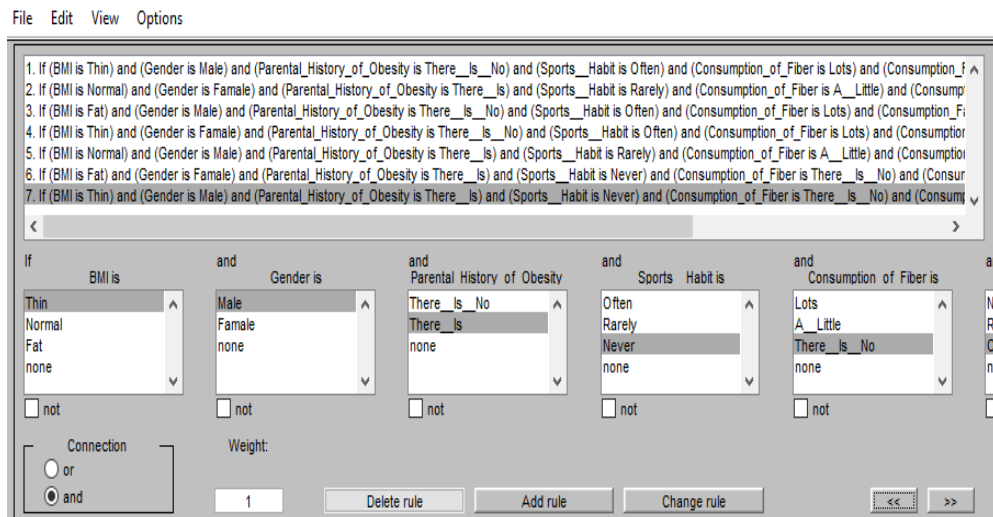 File Edit View Options
1. If (BMI is Thin) and (Gender is Male) and (Parental_History_of_Obesity is There__Is__No) and (Sports__Habit is Often) and (Consumption_of_Fiber is Lots) and (Consumption_F
2. If (BMI is Normal) and (Gender is Famale) and (Parental_History_of_Obesity is There__Is) and (Sports__Habit is Rarely) and (Consumption_of_Fiber is A__Little) and (Consump
3. If (BMI is Fat) and (Gender is Male) and (Parental_History_of_Obesity is There__Is__No) and (Sports__Habit is Often) and (Consumption_of_Fiber is Lots) and (Consumption_Fa
4. If (BMI is Thin) and (Gender is Famale) and (Parental_History_of_Obesity is There__Is__No) and (Sports__Habit is Often) and (Consumption_of_Fiber is Lots) and (Consumption
5. If (BMI is Normal) and (Gender is Male) and (Parental_History_of_Obesity is There__Is) and (Sports__Habit is Rarely) and (Consumption_of_Fiber is A__Little) and (Consumption
6. If (BMI is Fat) and (Gender is Famale) and (Parental_History_of_Obesity is There__Is) and (Sports__Habit is Never) and (Consumption_of_Fiber is There__Is__No) and (Consum
7. If (BMI is Thin) and (Gender is Male) and (Parental_History_of_Obesity is There__Is) and (Sports__Habit is Never) and (Consumption_of_Fiber is There__Is__No) and (Consump
If and and and and a
BMI is Gender is Parental History of Obesity Sports Habit is Consumption of Fiber is
Thin Male There__Is__No Often Lots N
Normal Famale There__Is Rarely A__Little R
Fat none none Never There__Is__No C
none none none n
not not not not not
Connection Weight:
or
and 1 Delete rule Add rule Change rule << >>